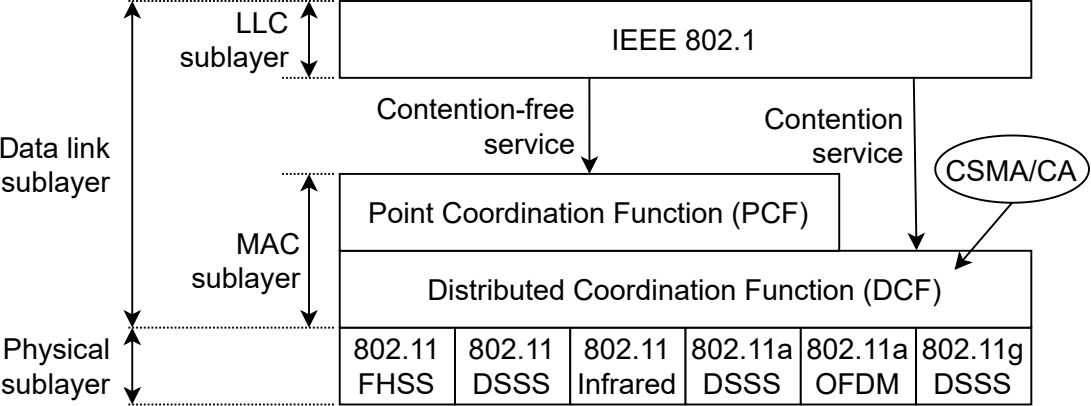 LLC
sublayer
IEEE 802.1
Contention-free
service
Contention
service
Data link
sublayer
CSMA/CA
Point Coordination Function (PCF)
MAC
sublayer
Distributed Coordination Function (DCF)
Physical
sublayer
802.11
FHSS
802.11
DSSS
802.11
Infrared
802.11a
DSSS
802.11a
OFDM
802.11g
DSSS